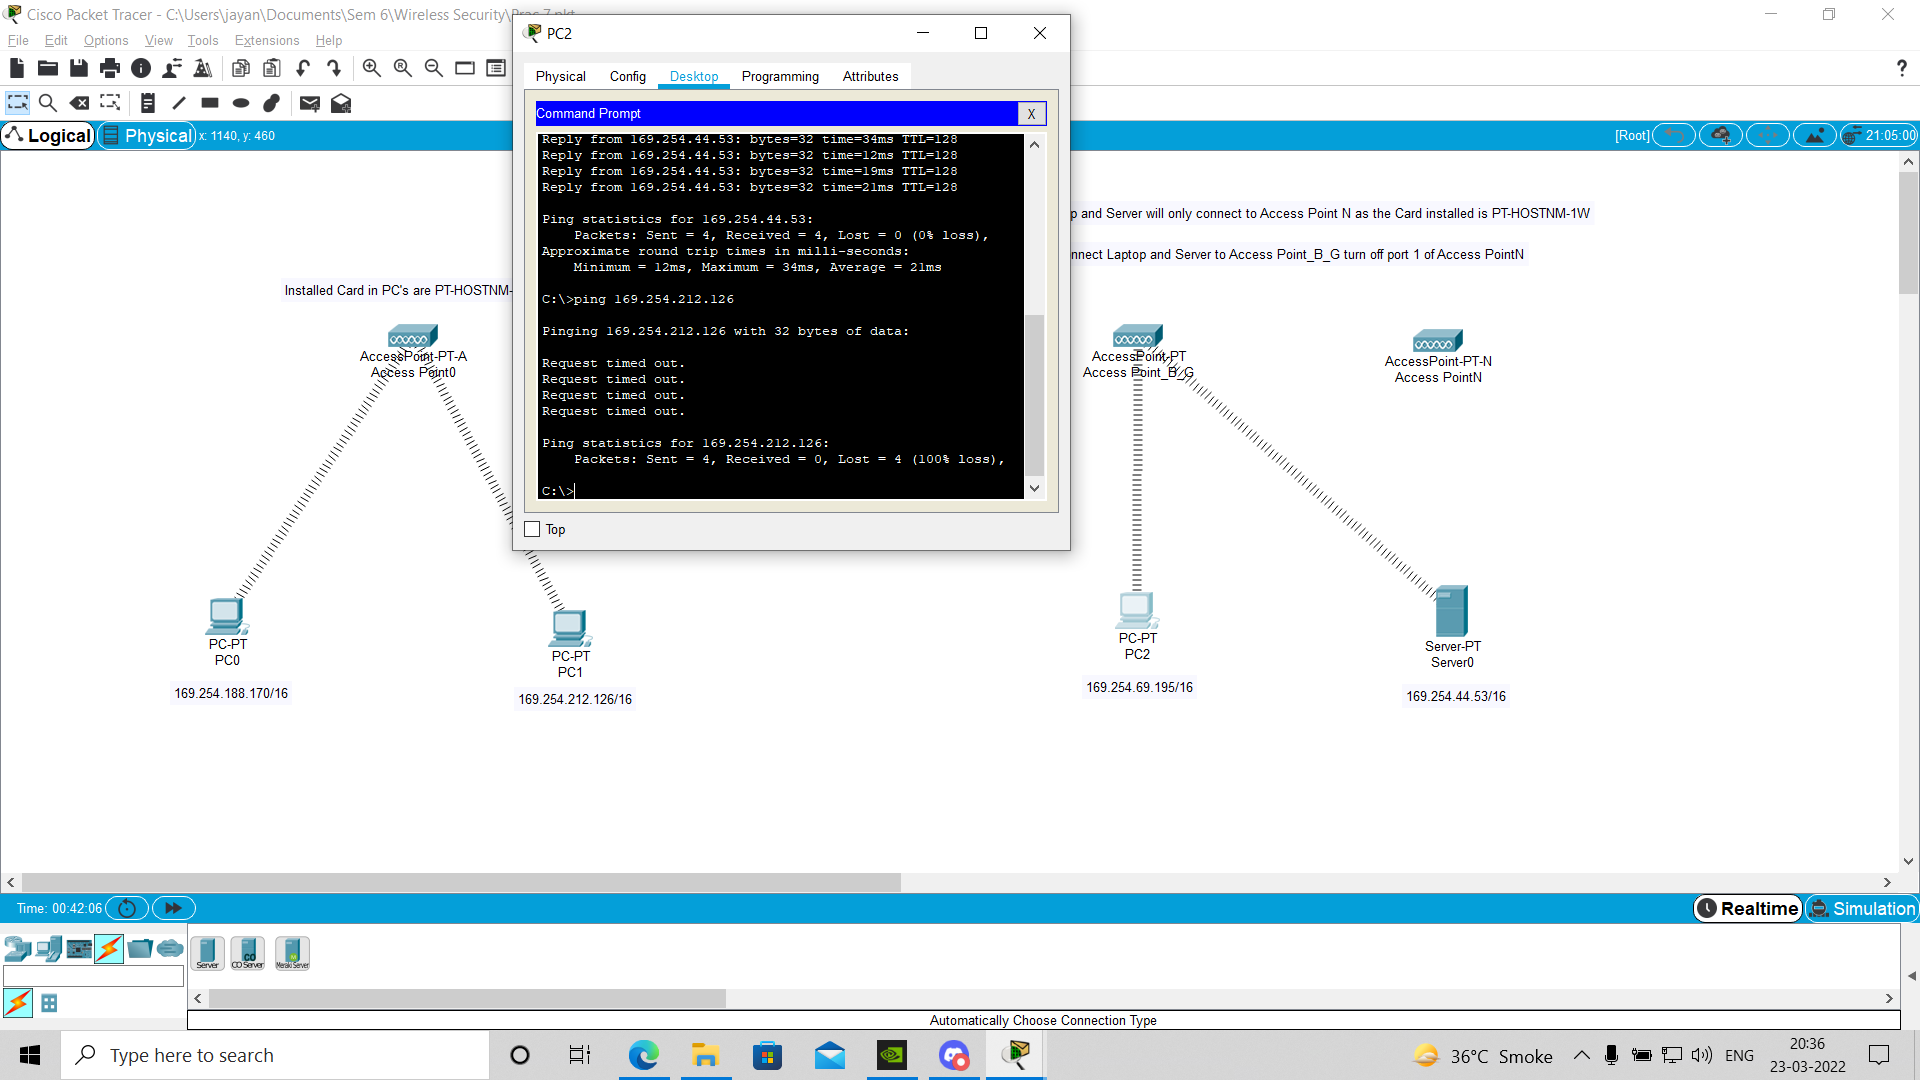 Cisco Packet Tracer - C:\Users\jayan\Documents\Sem 6\Wireless Security\Prac 7.pkt
File Edit Options View Tools Extensions Help
?
Logical Physical x: 1140, y: 460
[Root] 21:05:00
PC2
Physical Config Desktop Programming Attributes
Command Prompt X
Reply from 169.254.44.53: bytes=32 time=34ms TTL=128
Reply from 169.254.44.53: bytes=32 time=12ms TTL=128
Reply from 169.254.44.53: bytes=32 time=19ms TTL=128
Reply from 169.254.44.53: bytes=32 time=21ms TTL=128
Ping statistics for 169.254.44.53:
Packets: Sent = 4, Received = 4, Lost = 0 (0% loss),
Approximate round trip times in milli-seconds:
Minimum = 12ms, Maximum = 34ms, Average = 21ms
C:\>ping 169.254.212.126
Pinging 169.254.212.126 with 32 bytes of data:
Request timed out.
Request timed out.
Request timed out.
Request timed out.
Ping statistics for 169.254.212.126:
Packets: Sent = 4, Received = 0, Lost = 4 (100% loss),
C:\>
Top
p and Server will only connect to Access Point N as the Card installed is PT-HOSTNM-1W
nnect Laptop and Server to Access Point_B_G turn off port 1 of Access PointN
Installed Card in PC's are PT-HOSTNM-
AccessPoint-PT-A
Access Point0
AccessPoint-PT
Access Point_B_G
AccessPoint-PT-N
Access PointN
PC-PT
PC0
169.254.188.170/16
PC-PT
PC1
169.254.212.126/16
PC-PT
PC2
169.254.69.195/16
Server-PT
Server0
169.254.44.53/16
Time: 00:42:06
Realtime Simulation
Server CO Server Meraki Server
Automatically Choose Connection Type
Type here to search
36°C Smoke
ENG
20:36
23-03-2022